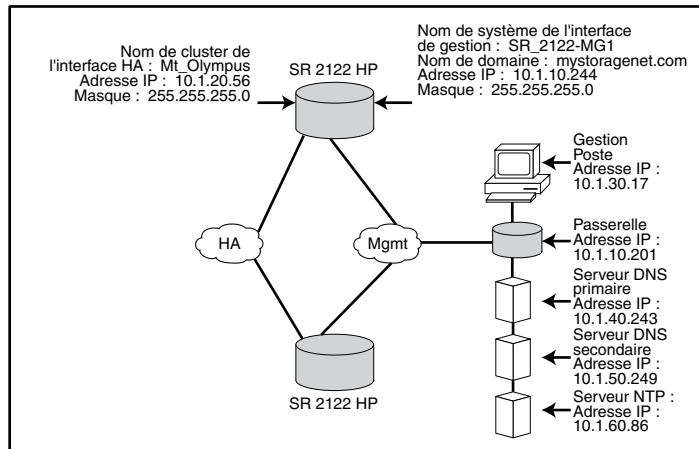 Nom de cluster de
l'interface HA : Mt_Olympus
Adresse IP : 10.1.20.56
Masque : 255.255.255.0
SR 2122 HP
Nom de système de l'interface
de gestion : SR_2122-MG1
Nom de domaine : mystoragenet.com
Adresse IP : 10.1.10.244
Masque : 255.255.255.0
Gestion
Poste
Adresse IP :
10.1.30.17
HA
Mgmt
Passerelle
Adresse IP :
10.1.10.201
Serveur DNS
primaire
Adresse IP :
10.1.40.243
Serveur DNS
secondaire
Adresse IP :
10.1.50.249
SR 2122 HP
Serveur NTP :
Adresse IP :
10.1.60.86